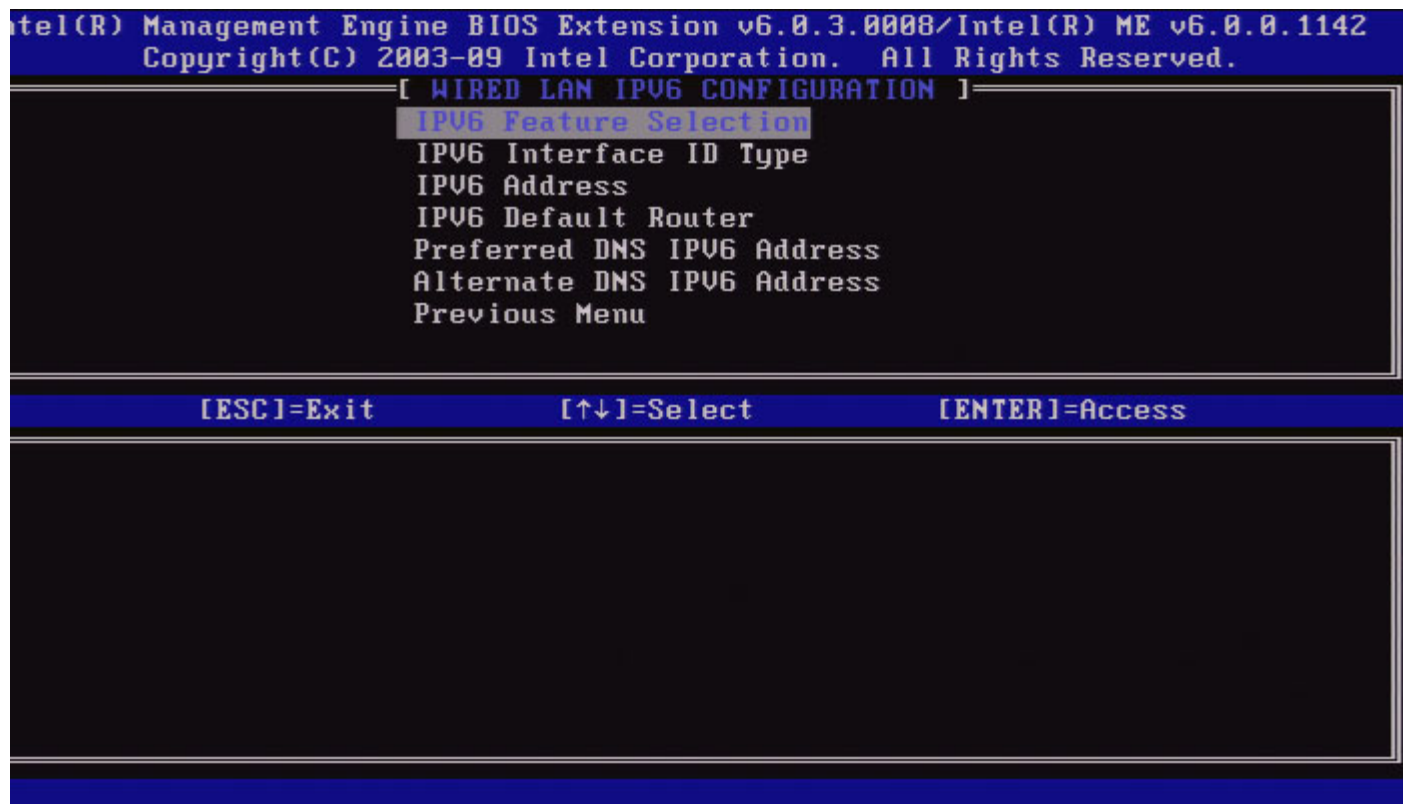 ntel(R) Management Engine BIOS Extension v6.0.3.0008/Intel(R) ME v6.0.0.1142
Copyright(C) 2003-09 Intel Corporation. All Rights Reserved.
[ WIRED LAN IPV6 CONFIGURATION ]
IPV6 Feature Selection
IPV6 Interface ID Type
IPV6 Address
IPV6 Default Router
Preferred DNS IPV6 Address
Alternate DNS IPV6 Address
Previous Menu
[ESC]=Exit [↑↓]=Select [ENTER]=Access